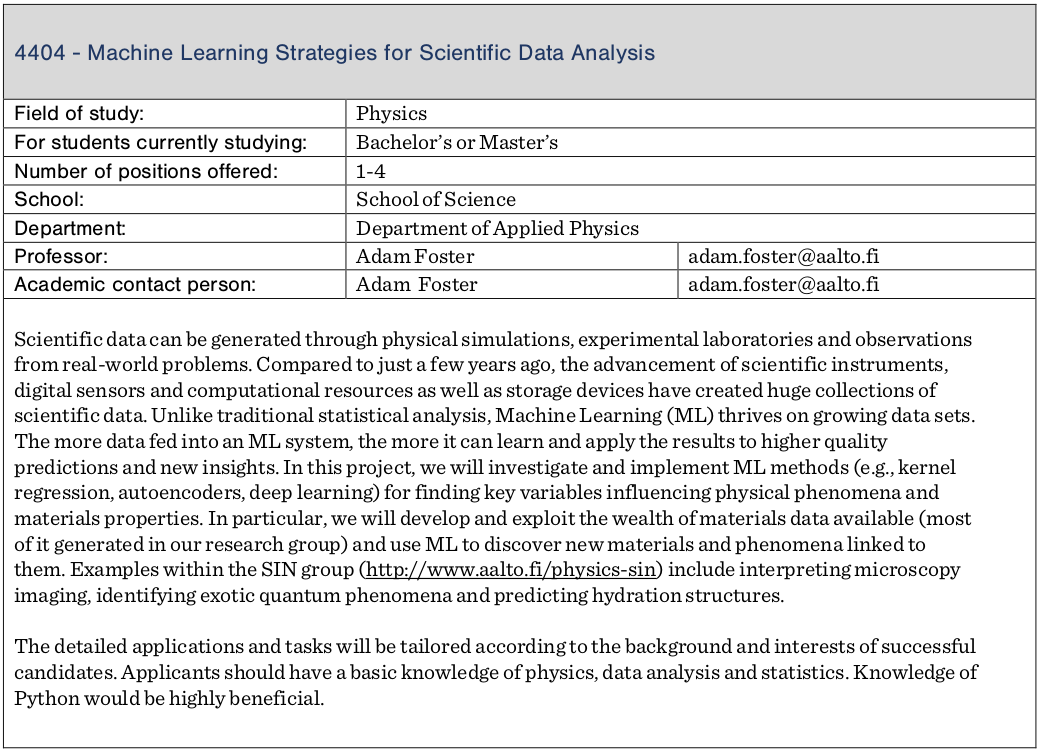 4404 - Machine Learning Strategies for Scientific Data Analysis
Field of study: Physics
For students currently studying: Bachelor's or Master's
Number of positions offered: 1-4
School: School of Science
Department: Department of Applied Physics
Professor: Adam Foster adam.foster@aalto.fi
Academic contact person: Adam Foster adam.foster@aalto.fi
Scientific data can be generated through physical simulations, experimental laboratories and observations
from real-world problems. Compared to just a few years ago, the advancement of scientific instruments,
digital sensors and computational resources as well as storage devices have created huge collections of
scientific data. Unlike traditional statistical analysis, Machine Learning (ML) thrives on growing data sets.
The more data fed into an ML system, the more it can learn and apply the results to higher quality
predictions and new insights. In this project, we will investigate and implement ML methods (e.g., kernel
regression, autoencoders, deep learning) for finding key variables influencing physical phenomena and
materials properties. In particular, we will develop and exploit the wealth of materials data available (most
of it generated in our research group) and use ML to discover new materials and phenomena linked to
them. Examples within the SIN group (http://www.aalto.fi/physics-sin) include interpreting microscopy
imaging, identifying exotic quantum phenomena and predicting hydration structures.
The detailed applications and tasks will be tailored according to the background and interests of successful
candidates. Applicants should have a basic knowledge of physics, data analysis and statistics. Knowledge of
Python would be highly beneficial.